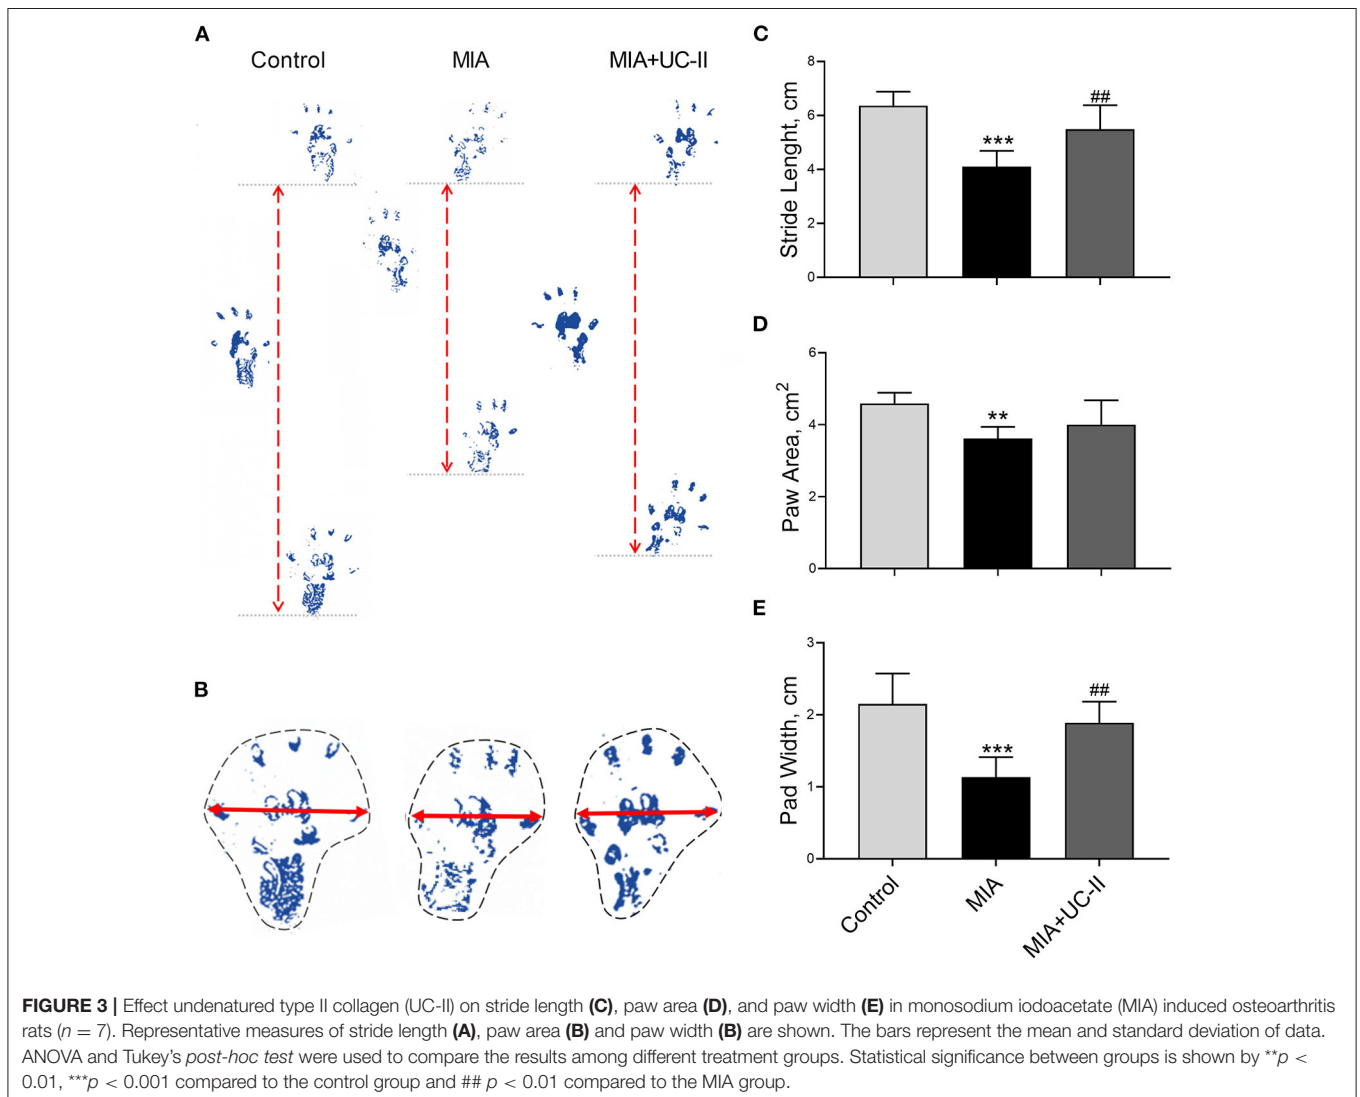 A
Control
MIA
MIA+UC-II
B
C
Stride Lenght, cm
8
6
4
2
0
***
##
D
Paw Area, cm2
6
4
2
0
**
E
Pad Width, cm
3
2
1
0
***
##
Control
MIA
MIA+UC-II
FIGURE 3 | Effect undenatured type II collagen (UC-II) on stride length (C), paw area (D), and paw width (E) in monosodium iodoacetate (MIA) induced osteoarthritis
rats (n = 7). Representative measures of stride length (A), paw area (B) and paw width (B) are shown. The bars represent the mean and standard deviation of data.
ANOVA and Tukey's post-hoc test were used to compare the results among different treatment groups. Statistical significance between groups is shown by **p <
0.01, ***p < 0.001 compared to the control group and ## p < 0.01 compared to the MIA group.